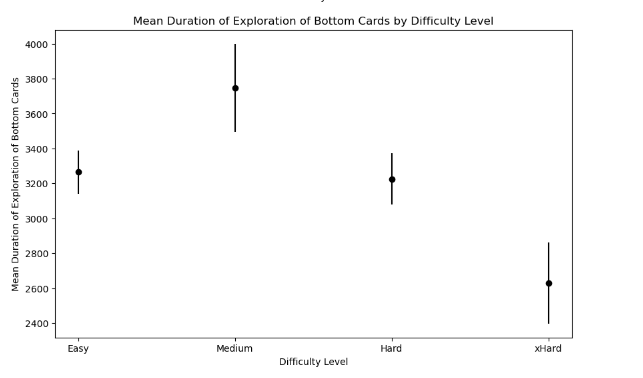 Mean Duration of Exploration of Bottom Cards by Difficulty Level
Mean Duration of Exploration of Bottom Cards
4000
3800
3600
3400
3200
3000
2800
2600
2400
Easy Medium Hard xHard
Difficulty Level